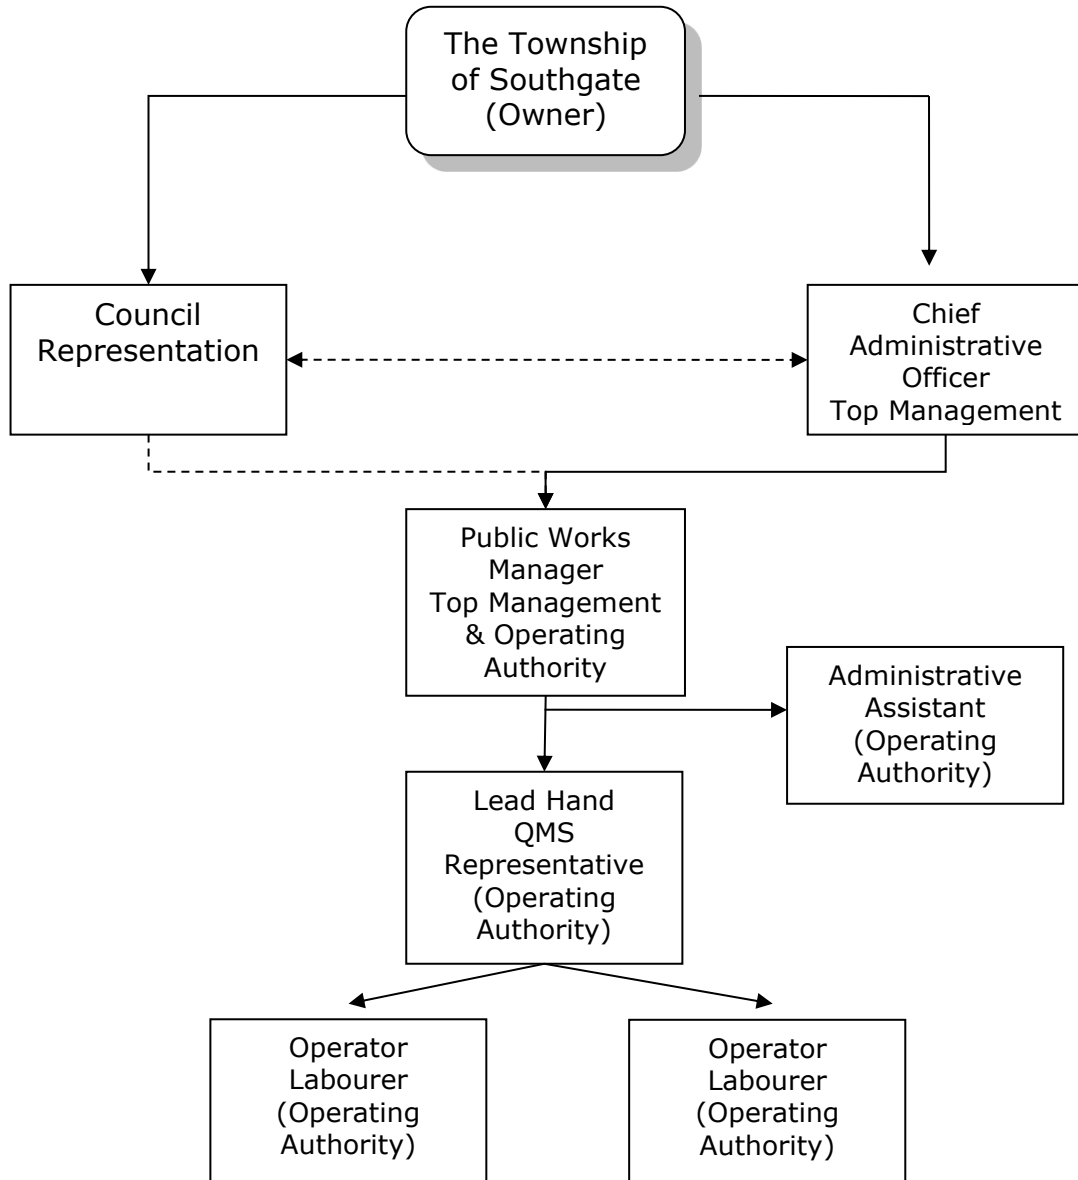 The Township
of Southgate
(Owner)
Council
Representation
Chief
Administrative
Officer
Top Management
Public Works
Manager
Top Management
& Operating
Authority
Administrative
Assistant
(Operating
Authority)
Lead Hand
QMS
Representative
(Operating
Authority)
Operator
Labourer
(Operating
Authority)
Operator
Labourer
(Operating
Authority)